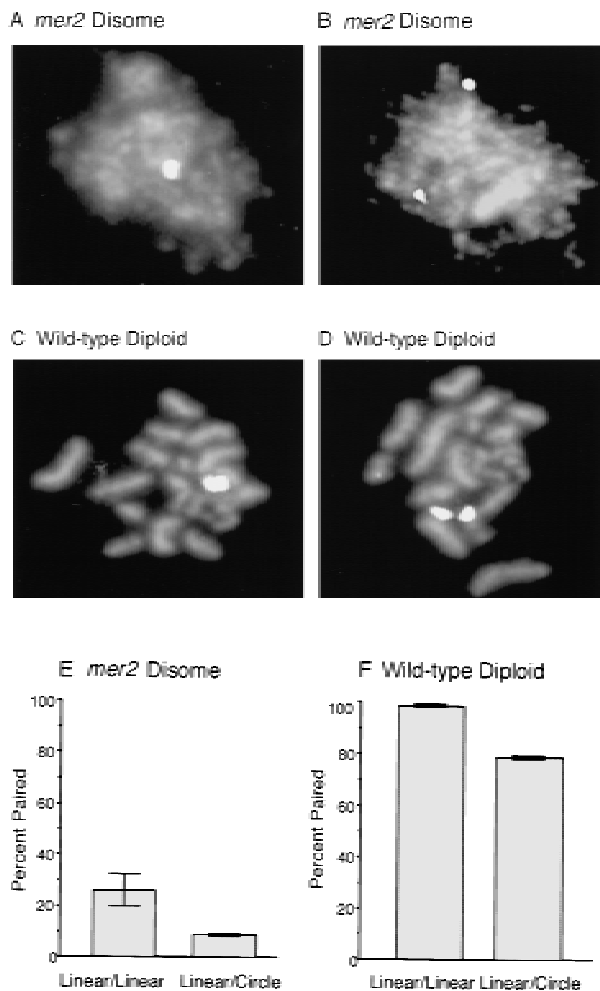 A mer2 Disome
B mer2 Disome
C Wild-type Diploid
D Wild-type Diploid
E mer2 Disome
Percent Paired
100
80
60
40
20
0
Linear/Linear Linear/Circle
F Wild-type Diploid
Percent Paired
100
80
60
40
20
0
Linear/Linear Linear/Circle